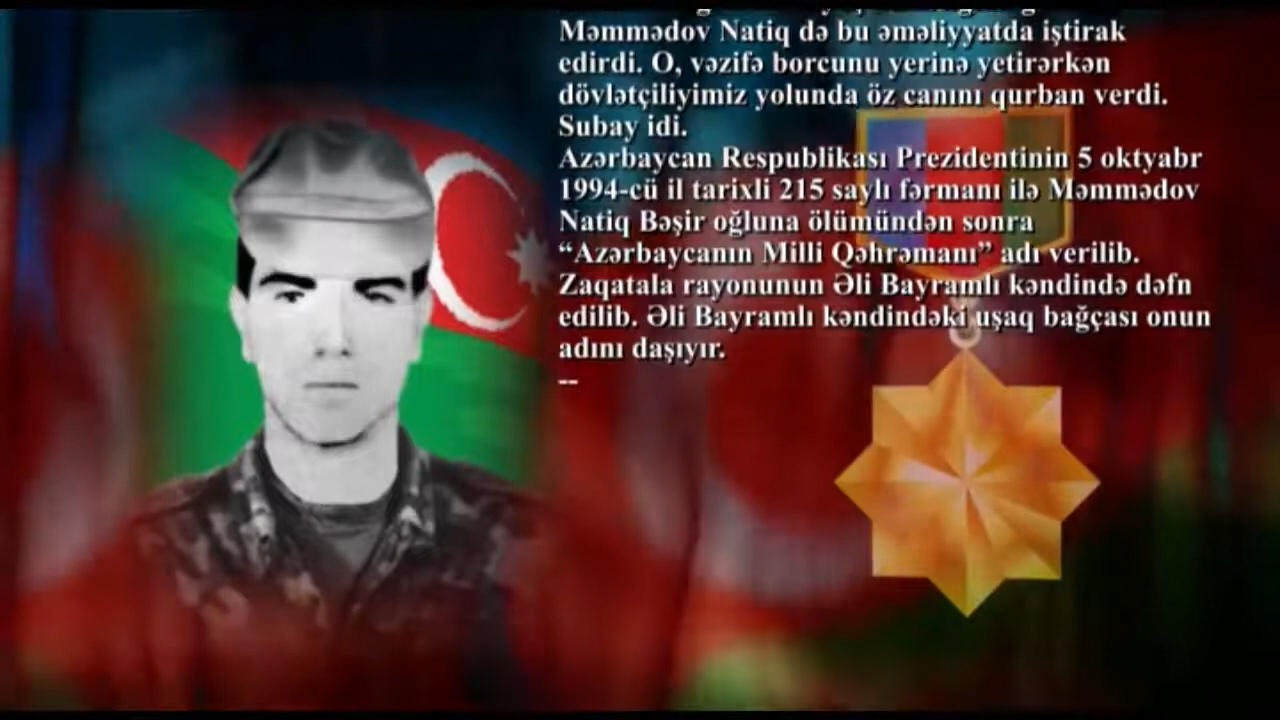 Məmmədov Natiq də bu əməliyyatda iştirak
edirdi. O, vəzifə borcunu yerinə yetirərkən
dövlətçiliyimiz yolunda öz canını qurban verdi.
Subay idi.
Azərbaycan Respublikası Prezidentinin 5 oktyabr
1994-cü il tarixli 215 saylı fərmanı ilə Məmmədov
Natiq Bəşir oğluna ölümündən sonra
“Azərbaycanın Milli Qəhrəmanı” adı verilib.
Zaqatala rayonunun Əli Bayramlı kəndində dəfn
edilib. Əli Bayramlı kəndindəki uşaq bağçası onun
adını daşıyır.
--